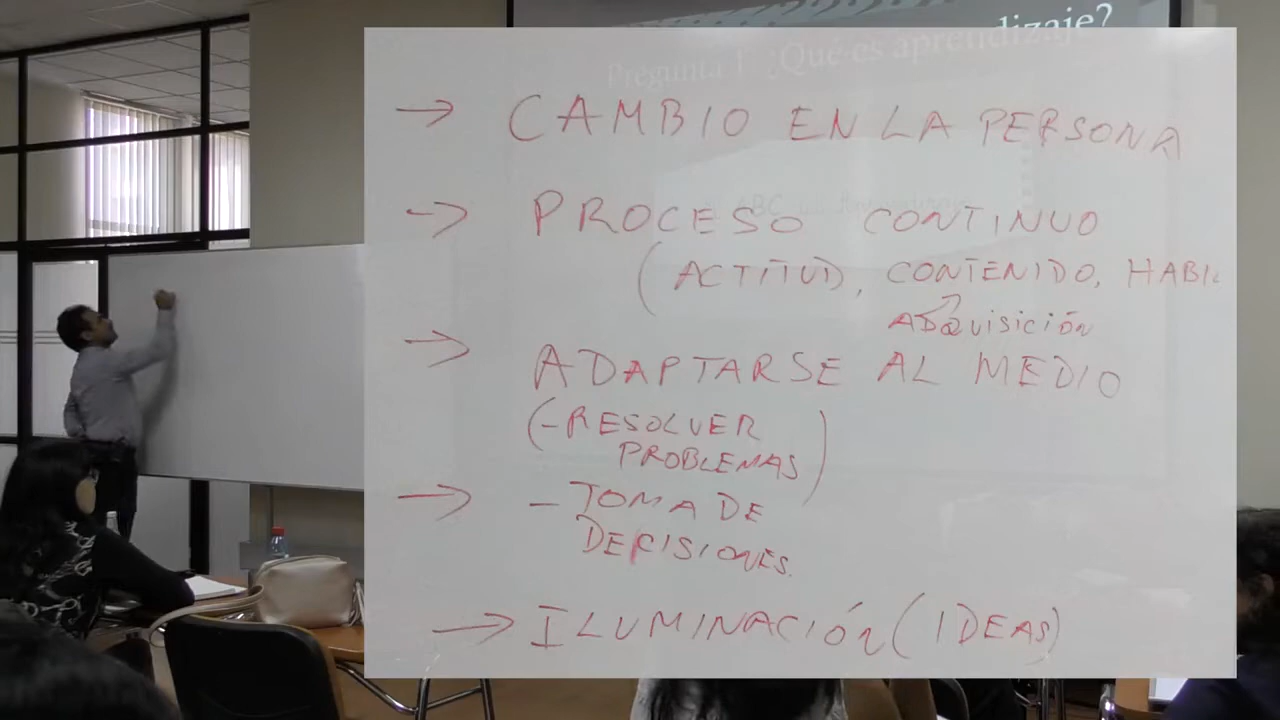 Pregunta 1: ¿Qué es aprendizaje?
→ CAMBIO EN LA PERSONA
→ PROCESO CONTINUO
(ACTITUD, CONTENIDO, HABIL
ADQUISICIÓN
→ ADAPTARSE AL MEDIO
(- RESOLVER
PROBLEMAS)
→ - TOMA DE
DECISIONES.
→ ILUMINACIÓN (IDEAS)